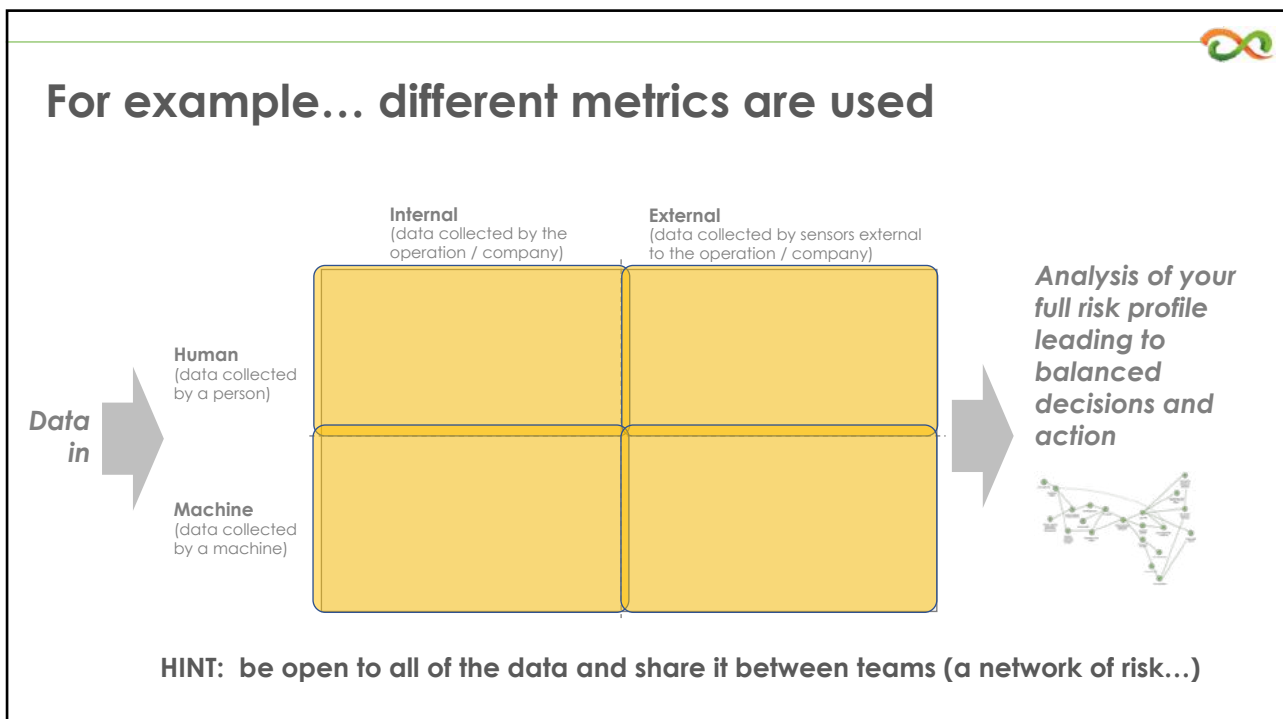 For example… different metrics are used
Internal
(data collected by the
operation / company)
External
(data collected by sensors external
to the operation / company)
Human
(data collected
by a person)
Data
in
Machine
(data collected
by a machine)
Analysis of your
full risk profile
leading to
balanced
decisions and
action
HINT:  be open to all of the data and share it between teams (a network of risk…)